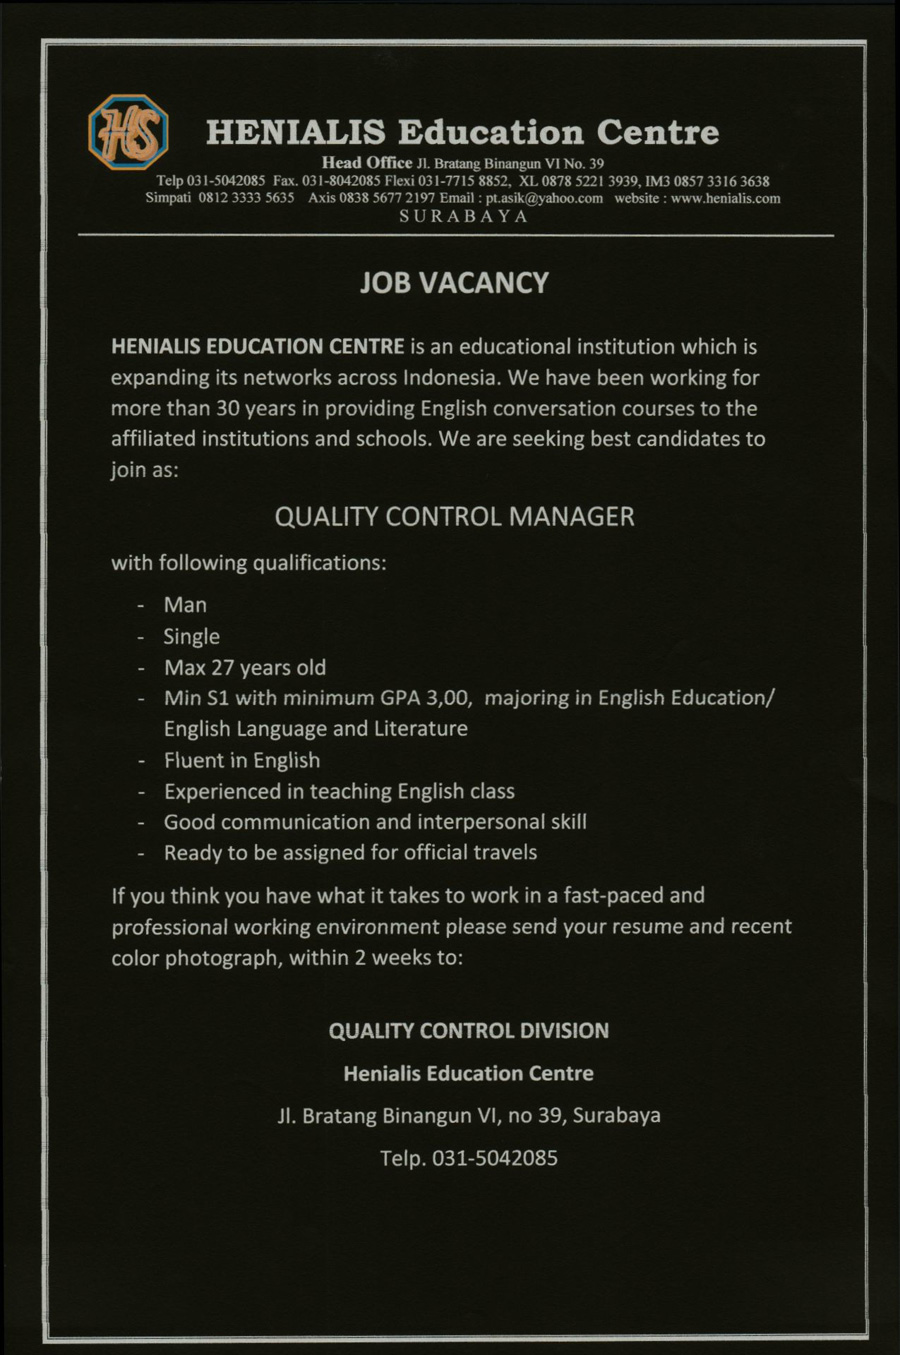 HS
HENIALIS Education Centre
Head Office Jl. Bratang Binangun VI No. 39
Telp 031-5042085 Fax. 031-8042085 Flexi 031-7715 8852, XL 0878 5221 3939, IM3 0857 3316 3638
Simpati 0812 3333 5635 Axis 0838 5677 2197 Email : pt.asik@yahoo.com website : www.henialis.com
SURABAYA
JOB VACANCY
HENIALIS EDUCATION CENTRE is an educational institution which is
expanding its networks across Indonesia. We have been working for
more than 30 years in providing English conversation courses to the
affiliated institutions and schools. We are seeking best candidates to
join as:
QUALITY CONTROL MANAGER
with following qualifications:
- Man
- Single
- Max 27 years old
- Min S1 with minimum GPA 3,00, majoring in English Education/
English Language and Literature
- Fluent in English
- Experienced in teaching English class
- Good communication and interpersonal skill
- Ready to be assigned for official travels
If you think you have what it takes to work in a fast-paced and
professional working environment please send your resume and recent
color photograph, within 2 weeks to:
QUALITY CONTROL DIVISION
Henialis Education Centre
Jl. Bratang Binangun VI, no 39, Surabaya
Telp. 031-5042085